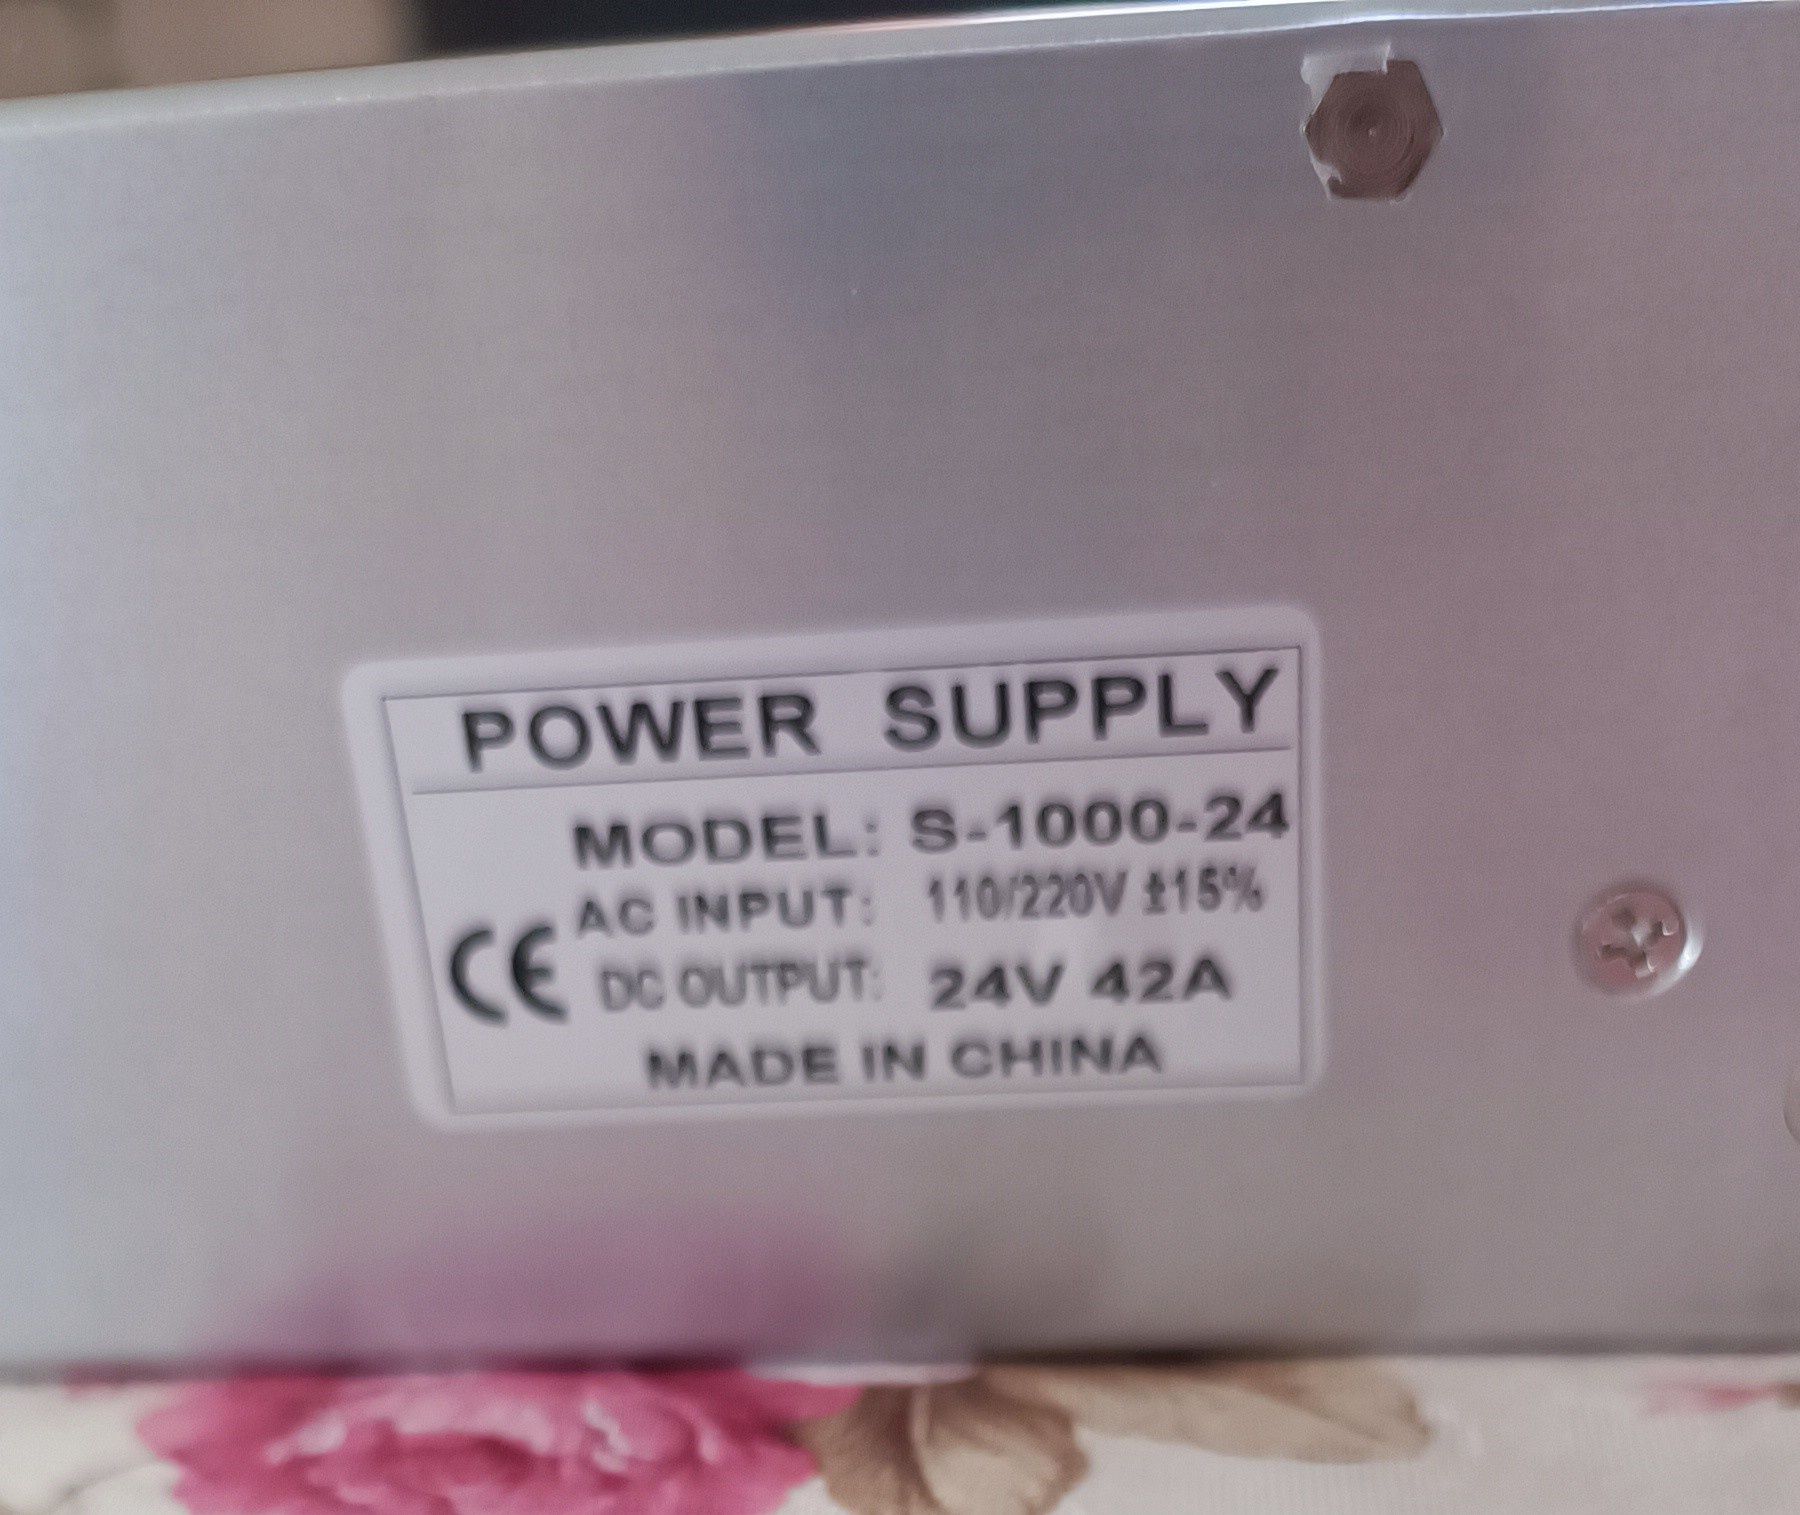 POWER SUPPLY
MODEL: S-1000-24
AC INPUT: 110/220V ±15%
CE DC OUTPUT: 24V 42A
MADE IN CHINA